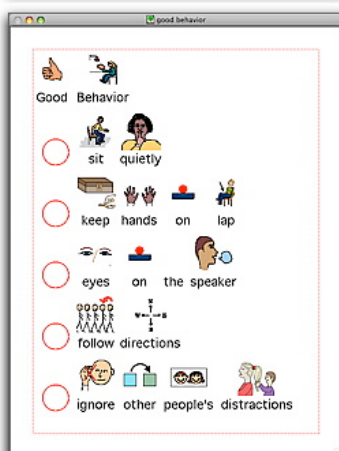 good behavior
Good Behavior
sit quietly
keep hands on lap
eyes on the speaker
N
W E
S
follow directions
ignore other people's distractions